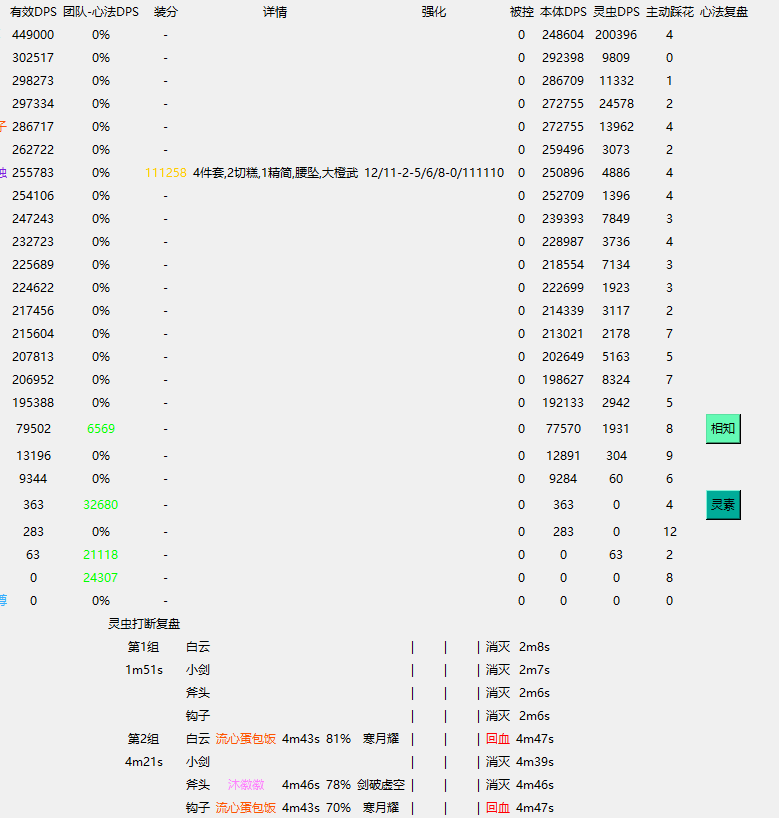 有效DPS 团队-心法DPS 装分 详情 强化 被控 本体DPS 灵虫DPS 主动踩花 心法复盘
449000 0% - 0 248604 200396 4
302517 0% - 0 292398 9809 0
298273 0% - 0 286709 11332 1
297334 0% - 0 272755 24578 2
子 286717 0% - 0 272755 13962 4
262722 0% - 0 259496 3073 2
255783 0% 111258 4件套,2切糕,1精简,腰坠,大橙武 12/11-2-5/6/8-0/111110 0 250896 4886 4
254106 0% - 0 252709 1396 4
247243 0% - 0 239393 7849 3
232723 0% - 0 228987 3736 4
225689 0% - 0 218554 7134 3
224622 0% - 0 222699 1923 3
217456 0% - 0 214339 3117 2
215604 0% - 0 213021 2178 7
207813 0% - 0 202649 5163 5
206952 0% - 0 198627 8324 7
195388 0% - 0 192133 2942 5
79502 6569 - 0 77570 1931 8 相知
13196 0% - 0 12891 304 9
9344 0% - 0 9284 60 6
363 32680 - 0 363 0 4 灵素
283 0% - 0 283 0 12
63 21118 - 0 0 63 2
0 24307 - 0 0 0 8
0 0% - 0 0 0 0
灵虫打断复盘
第1组 白云 | | | 消灭 2m8s
1m51s 小剑 | | | 消灭 2m7s
斧头 | | | 消灭 2m6s
钩子 | | | 消灭 2m6s
第2组 白云 流心蛋包饭 4m43s 81% 寒月耀 | | | 回血 4m47s
4m21s 小剑 | | | 消灭 4m39s
斧头 沐徽徽 4m46s 78% 剑破虚空 | | | 消灭 4m46s
钩子 流心蛋包饭 4m43s 70% 寒月耀 | | | 回血 4m47s